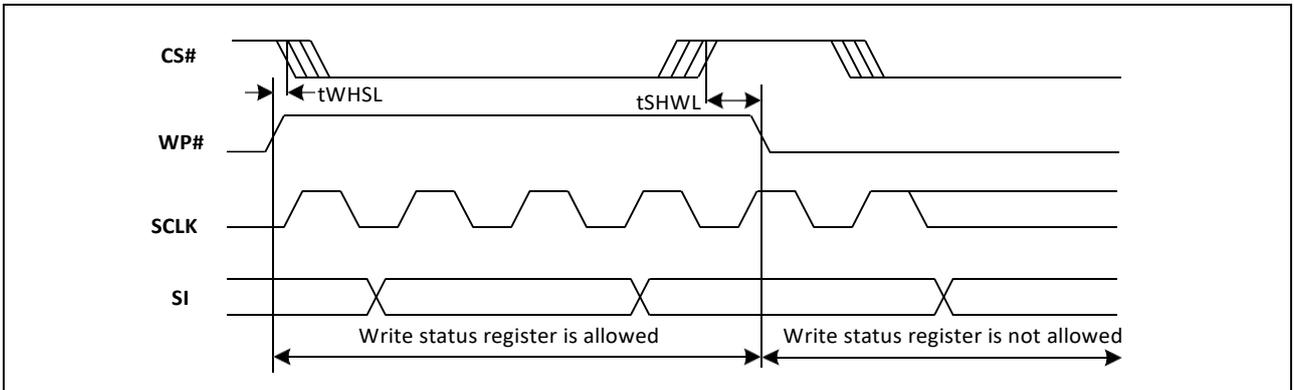 CS#
tWHSL
tSHWL
WP#
SCLK
SI
Write status register is allowed
Write status register is not allowed